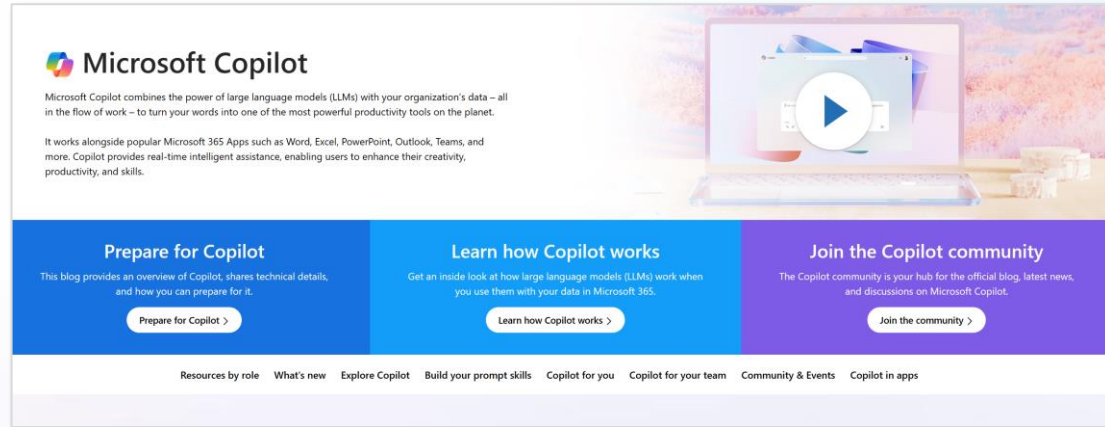 Microsoft Copilot
Microsoft Copilot combines the power of large language models (LLMs) with your organization's data – all
in the flow of work – to turn your words into one of the most powerful productivity tools on the planet.
It works alongside popular Microsoft 365 Apps such as Word, Excel, PowerPoint, Outlook, Teams, and
more. Copilot provides real-time intelligent assistance, enabling users to enhance their creativity,
productivity, and skills.
Prepare for Copilot
This blog provides an overview of Copilot, shares technical details,
and how you can prepare for it.
Prepare for Copilot >
Learn how Copilot works
Get an inside look at how large language models (LLMs) work when
you use them with your data in Microsoft 365.
Learn how Copilot works >
Join the Copilot community
The Copilot community is your hub for the official blog, latest news,
and discussions on Microsoft Copilot.
Join the community >
Resources by role What's new Explore Copilot Build your prompt skills Copilot for you Copilot for your team Community & Events Copilot in apps